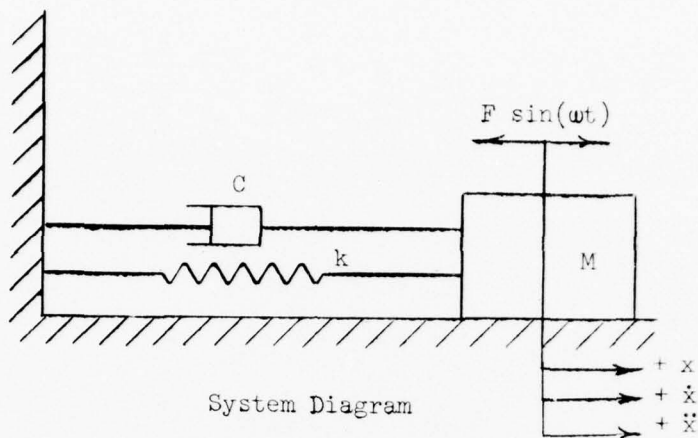 F sin(ωt)
C
k
M
+ x
+ ẋ
+ ẍ
System Diagram